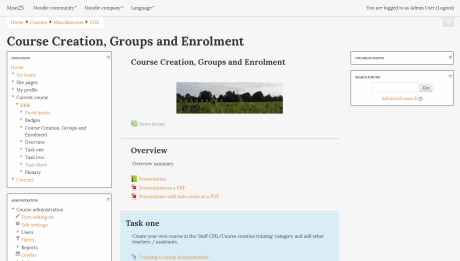 Moo25 Moodle community Moodle company Language You are logged in as Admin User (Logout)
Home Courses Miscellaneous CGE
Course Creation, Groups and Enrolment
NAVIGATION
Home
My home
Site pages
My profile
Current course
CGE
Participants
Badges
Course Creation, Groups and
Enrolment
Overview
Task one
Task two
Task three
Plenary
Courses
ADMINISTRATION
Course administration
Turn editing on
Edit settings
Users
Filters
Reports
Grades
Course Creation, Groups and Enrolment
News forum
Overview
Overview summary
Presentation
Presentation as a PDF
Presentation with note areas as a PDF
Task one
Create your own course in the 'Staff CPD/Course creation training' category and add other
teachers / assistants.
Creating a course demonstration
SEARCH FORUMS
Go
Advanced search